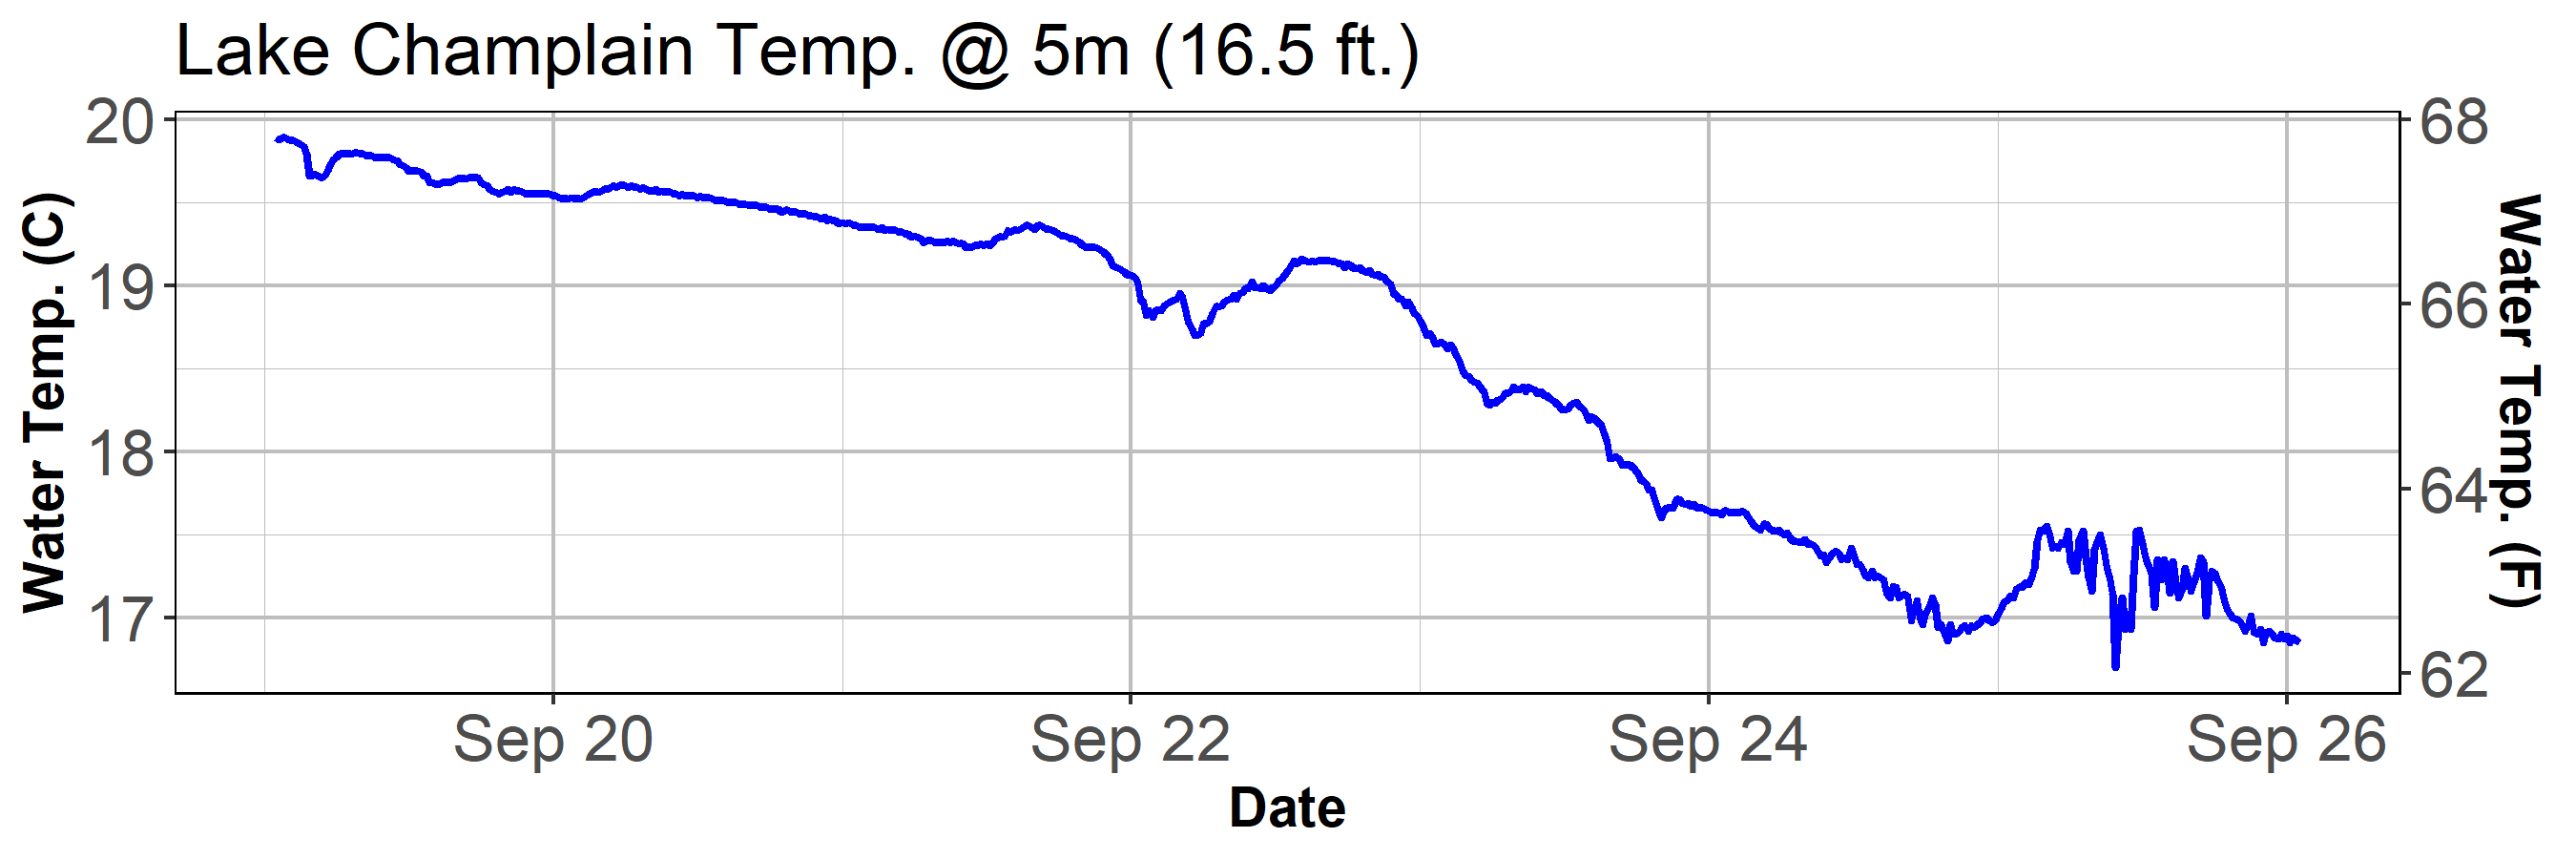 Lake Champlain Temp. @ 5m (16.5 ft.)
Water Temp. (C)
20
19
18
17
68
66
64
62
Water Temp. (F)
Sep 20
Sep 22
Sep 24
Sep 26
Date